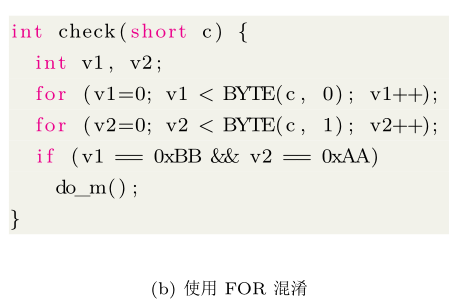 int check(short c) {
int v1, v2;
for (v1=0; v1 < BYTE(c, 0); v1++);
for (v2=0; v2 < BYTE(c, 1); v2++);
if (v1 == 0xBB && v2 == 0xAA)
do_m();
}
(b) 使用 FOR 混淆